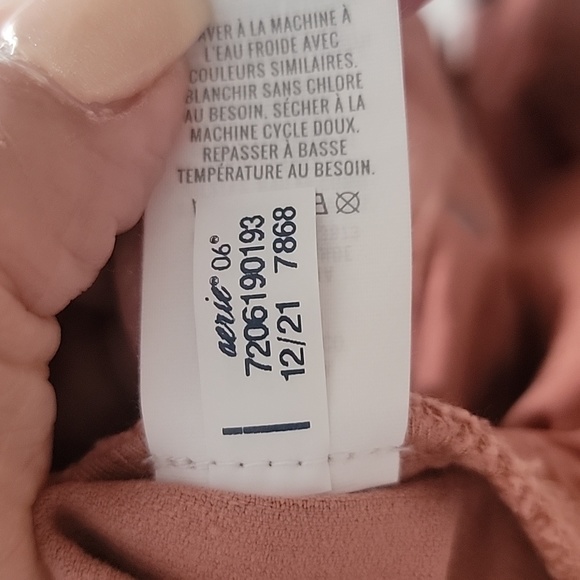 LAVER À LA MACHINE À
L'EAU FROIDE AVEC
COULEURS SIMILAIRES.
BLANCHIR SANS CHLORE
AU BESOIN. SÉCHER À LA
MACHINE CYCLE DOUX.
REPASSER À BASSE
TEMPÉRATURE AU BESOIN.
aerie® 06®
7206190193
12/21 7868